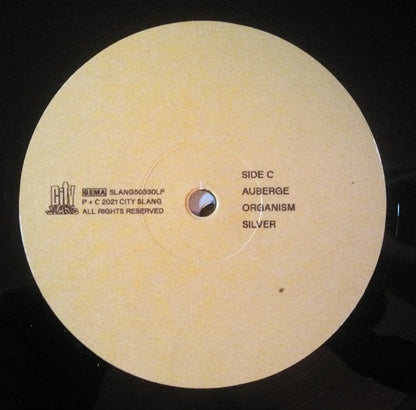 City
SLANG
GEMA SLANG50330LP
P + C 2021 CITY SLANG
ALL RIGHTS RESERVED
SIDE C
AUBERGE
ORGANISM
SILVER